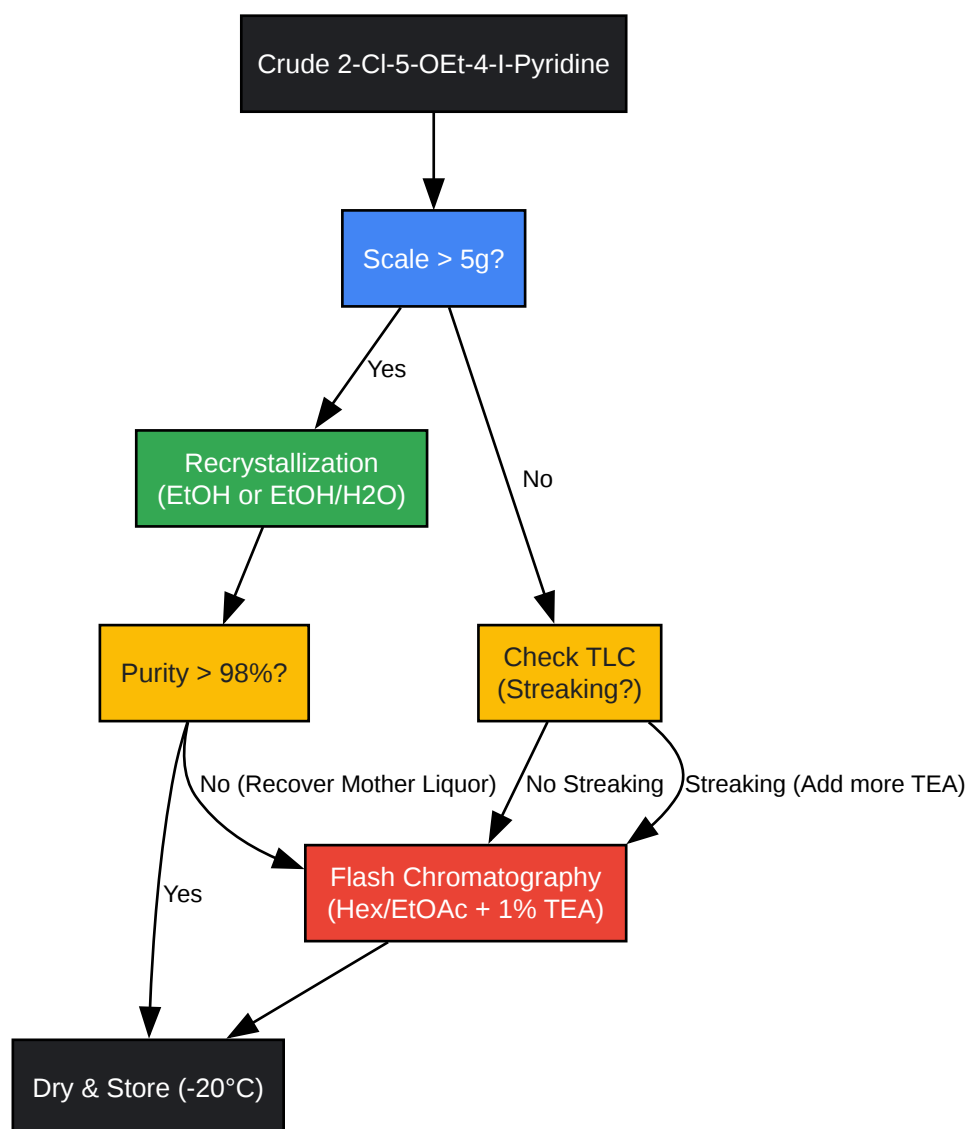 Crude 2-Cl-5-OEt-4-I-Pyridine
Scale > 5g?
Yes
No
Recrystallization
(EtOH or EtOH/H2O)
Purity > 98%?
Check TLC
(Streaking?)
No (Recover Mother Liquor)
No Streaking
Streaking (Add more TEA)
Yes
Flash Chromatography
(Hex/EtOAc + 1% TEA)
Dry & Store (-20°C)